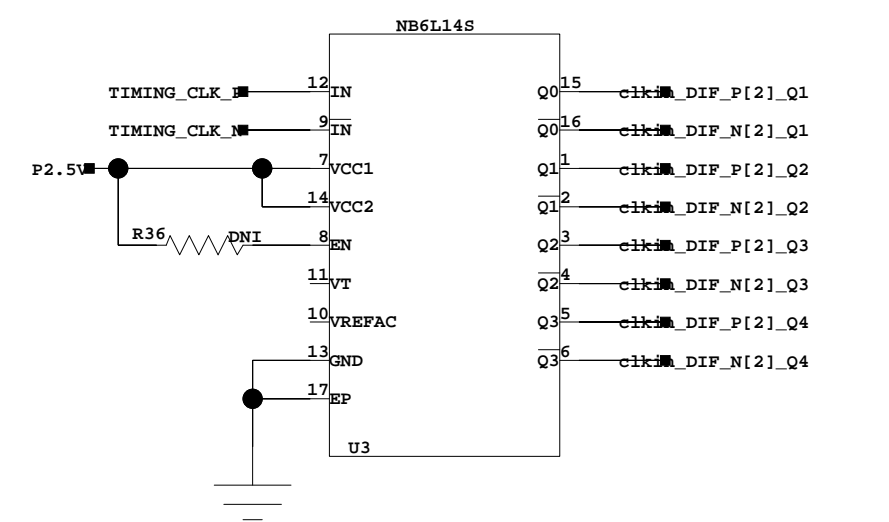 NB6L14S
TIMING_CLK_P 12 IN Q0 15 clkin_DIF_P[2]_Q1
TIMING_CLK_N 9 IN Q0 16 clkin_DIF_N[2]_Q1
P2.5V 7 VCC1 Q1 1 clkin_DIF_P[2]_Q2
14 VCC2 Q1 2 clkin_DIF_N[2]_Q2
R36 DNI 8 EN Q2 3 clkin_DIF_P[2]_Q3
11 VT Q2 4 clkin_DIF_N[2]_Q3
10 VREFAC Q3 5 clkin_DIF_P[2]_Q4
13 GND Q3 6 clkin_DIF_N[2]_Q4
17 EP
U3